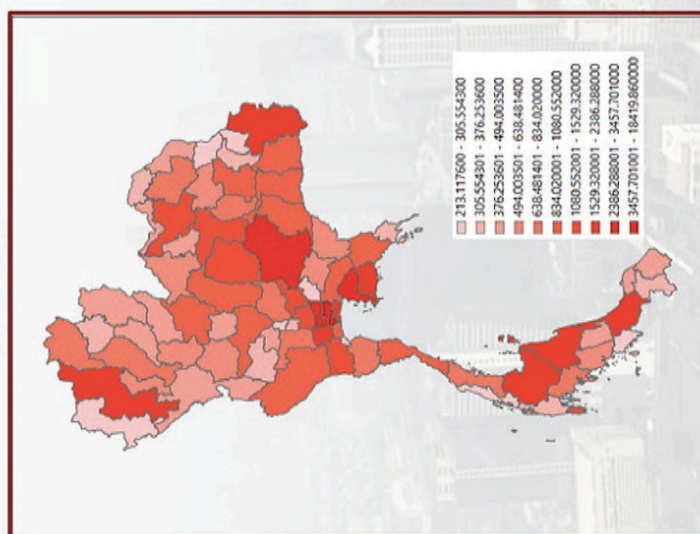 213.117600 - 305.554300
305.554301 - 376.253600
376.253601 - 494.003500
494.003501 - 638.481400
638.481401 - 834.020000
834.020001 - 1080.552000
1080.552001 - 1529.320000
1529.320001 - 2386.288000
2386.288001 - 3457.701000
3457.701001 - 18419.860000